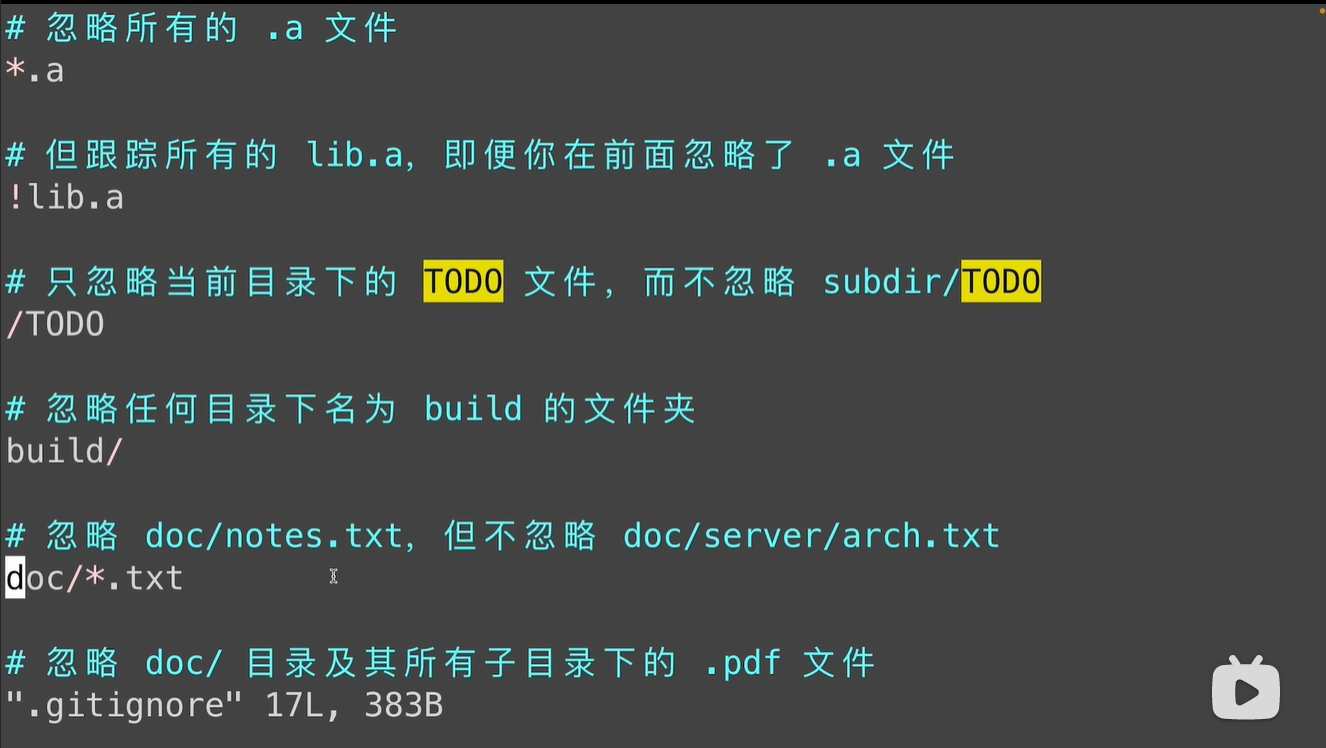 # 忽略所有的 .a 文件
*.a
# 但跟踪所有的 lib.a, 即便你在前面忽略了 .a 文件
!lib.a
# 只忽略当前目录下的 TODO 文件, 而不忽略 subdir/TODO
/TODO
# 忽略任何目录下名为 build 的文件夹
build/
# 忽略 doc/notes.txt, 但不忽略 doc/server/arch.txt
doc/*.txt
# 忽略 doc/ 目录及其所有子目录下的 .pdf 文件
".gitignore" 17L, 383B